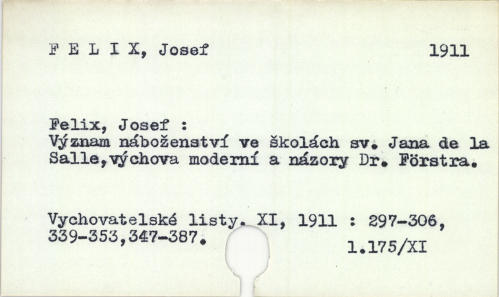 F E L I X, Josef 1911
Felix, Josef :
Význam náboženství ve školách sv. Jana de la
Salle,výchova moderní a názory Dr. Förstra.
Vychovatelské listy. XI, 1911 : 297-306,
339-353,347-387.
1.175/XI